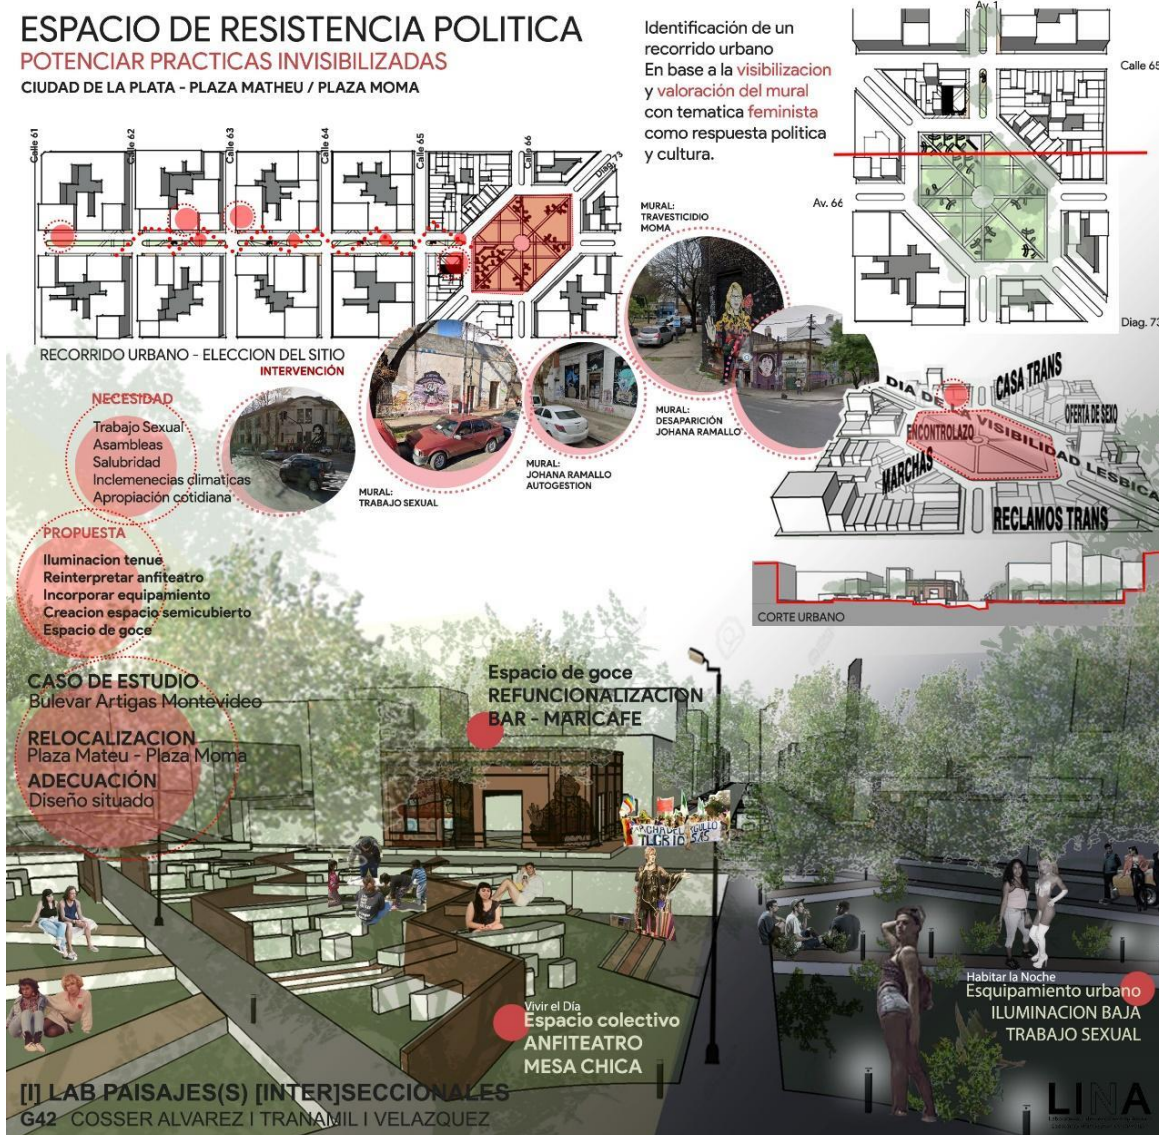 ESPACIO DE RESISTENCIA POLITICA
POTENCIAR PRACTICAS INVISIBILIZADAS
CIUDAD DE LA PLATA - PLAZA MATHEU / PLAZA MOMA
Identificación de un
recorrido urbano
En base a la visibilizacion
y valoración del mural
con tematica feminista
como respuesta politica
y cultura.
Av. 1
Calle 65
Av. 66
Diag. 73
Calle 61
Calle 62
Calle 63
Calle 64
Calle 65
Calle 66
Diag. 73
RECORRIDO URBANO - ELECCION DEL SITIO
INTERVENCIÓN
MURAL:
TRAVESTICIDIO
MOMA
MURAL:
DESAPARICIÓN
JOHANA RAMALLO
MURAL:
JOHANA RAMALLO
AUTOGESTION
MURAL:
TRABAJO SEXUAL
NECESIDAD
Trabajo Sexual
Asambleas
Salubridad
Inclemenecias climaticas
Apropiación cotidiana
PROPUESTA
Iluminacion tenue
Reinterpretar anfiteatro
Incorporar equipamiento
Creacion espacio semicubierto
Espacio de goce
CASO DE ESTUDIO
Bulevar Artigas Montevideo
RELOCALIZACION
Plaza Mateu - Plaza Moma
ADECUACIÓN
Diseño situado
DIA DE LA VISIBILIDAD LESBICA
CASA TRANS
OFERTA DE SEXO
ENCONTROLAZO
MARCHAS
RECLAMOS TRANS
CORTE URBANO
Espacio de goce
REFUNCIONALIZACION
BAR - MARICAFE
Vivir el Día
Espacio colectivo
ANFITEATRO
MESA CHICA
Habitar la Noche
Esquipamiento urbano
ILUMINACION BAJA
TRABAJO SEXUAL
[I] LAB PAISAJES(S) [INTER]SECCIONALES
G42 COSSER ALVAREZ I TRANAMIL I VELAZQUEZ
LINA